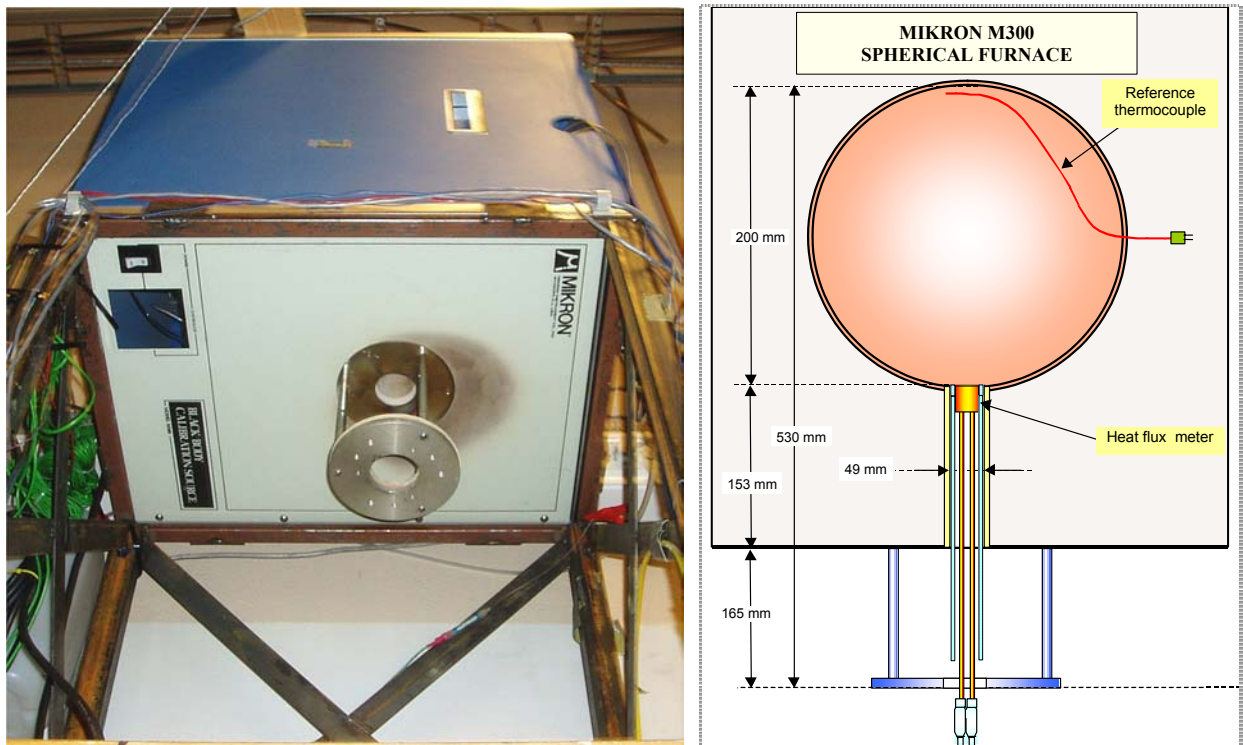 MIKRON
BLACK BODY
CALIBRATION SOURCE
MIKRON M300
SPHERICAL FURNACE
Reference
thermocouple
200 mm
530 mm
Heat flux meter
49 mm
153 mm
165 mm